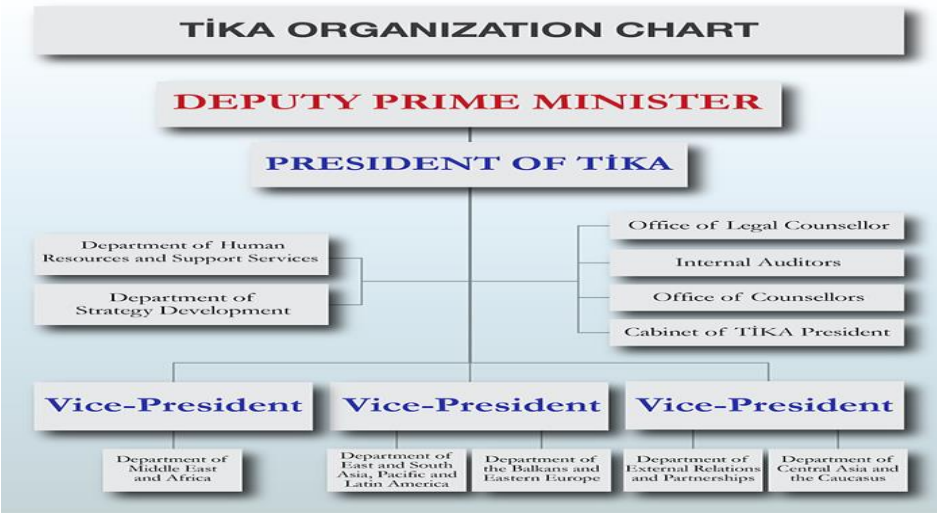 TİKA ORGANIZATION CHART
DEPUTY PRIME MINISTER
PRESIDENT OF TİKA
Department of Human
Resources and Support Services
Department of
Strategy Development
Office of Legal Counsellor
Internal Auditors
Office of Counsellors
Cabinet of TİKA President
Vice-President
Vice-President
Vice-President
Department of
Middle East
and Africa
Department of
East and South
Asia, Pacific and
Latin America
Department of
the Balkans and
Eastern Europe
Department of
External Relations
and Partnerships
Department of
Central Asia and
the Caucasus